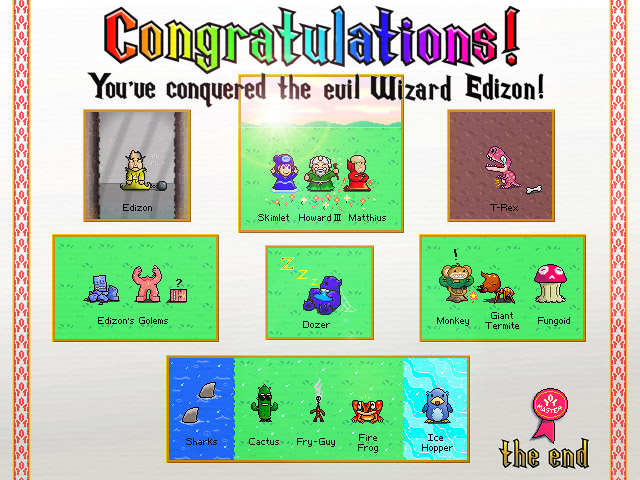 Congratulations!
You've conquered the evil Wizard Edizon!
Edizon
Skimlet Howard III Matthius
T-Rex
Edizon's Golems
?
Z
Z
Z
Dozer
!
Monkey
Giant
Termite
Fungoid
Sharks
Cactus
Fry-Guy
Fire
Frog
Ice
Hopper
MASTER
the end